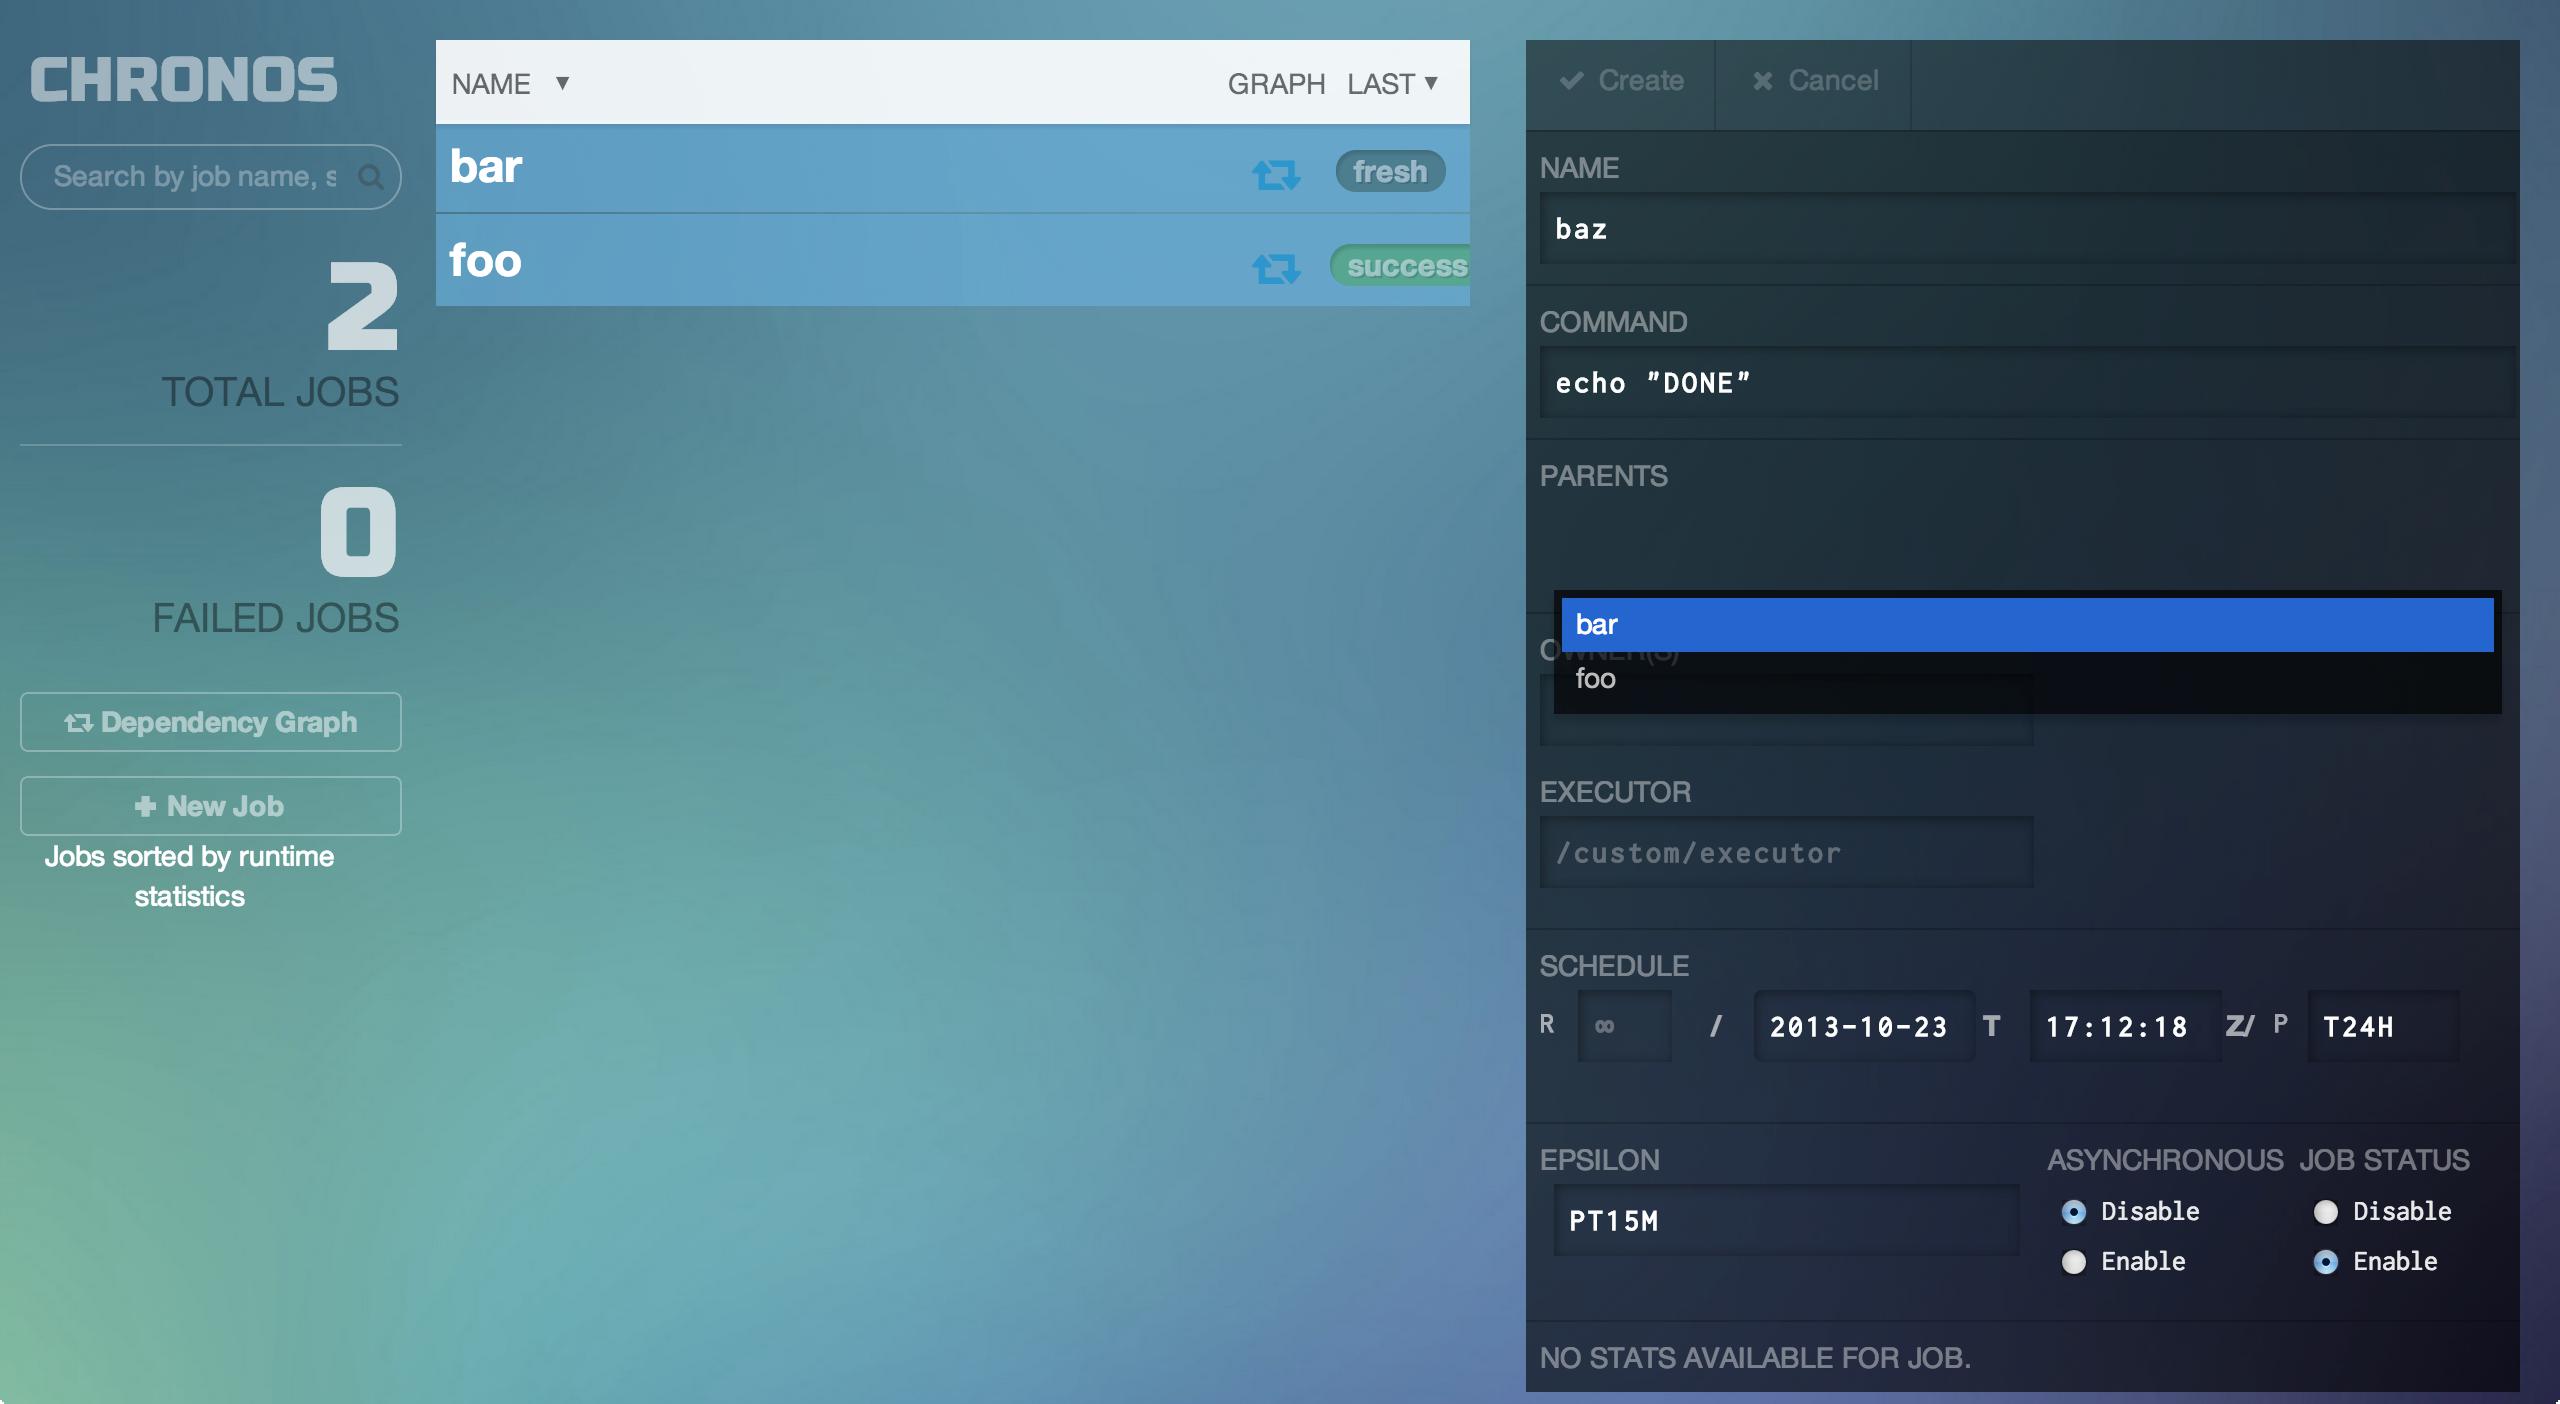 CHRONOS
Search by job name, s
2
TOTAL JOBS
0
FAILED JOBS
Dependency Graph
New Job
Jobs sorted by runtime
statistics
NAME ▼ GRAPH LAST ▼
bar fresh
foo success
Create Cancel
NAME
baz
COMMAND
echo "DONE"
PARENTS
bar
foo
OWNER(S)
EXECUTOR
/custom/executor
SCHEDULE
R ∞ / 2013-10-23 T 17:12:18 Z/ P T24H
EPSILON ASYNCHRONOUS JOB STATUS
PT15M Disable Disable
Enable Enable
NO STATS AVAILABLE FOR JOB.